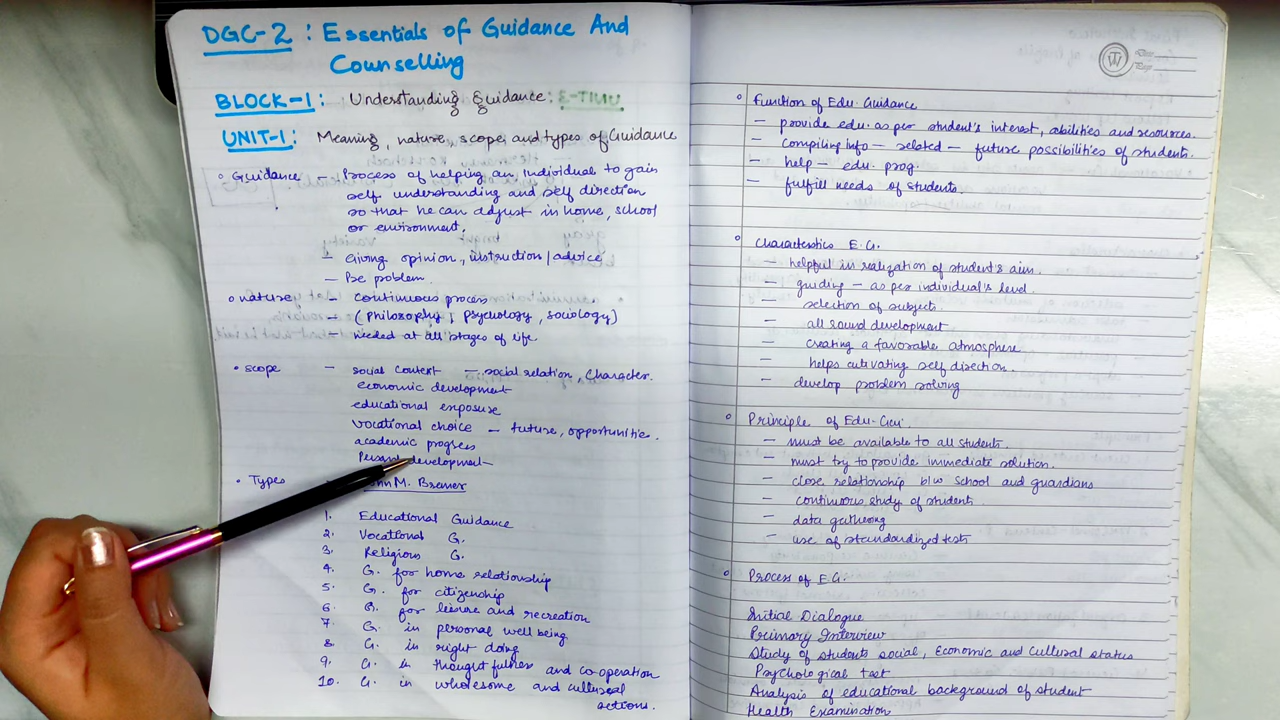 DGC-2 : Essentials of Guidance And
Counselling
BLOCK-1: Understanding Guidance:
UNIT-1: Meaning, nature, scope, and types of Guidance
Guidance – Process of helping an individual to gain
self understanding and self direction
so that he can adjust in home, school
or environment.
– Giving opinion, instruction/advice
– Be problem.
nature – continuous process
– (philosophy, psychology, sociology)
– needed at all stages of life
scope – social context – social relation, character.
economic development
educational exposure
vocational choice – future, opportunities.
academic progress
development
Types – John M. Brewer
1. Educational Guidance
2. Vocational G.
3. Religious G.
4. G. for home relationship
5. G. for citizenship
6. G. for leisure and recreation
7. G. in personal well being
8. G. in right doing
9. G. in thoughtfulness and co-operation
10. G. in wholesome and cultural
actions.
Function of Edu. Guidance
– provide edu. as per student's interest, abilities and resources.
– compiling info – related – future possibilities of students.
– help – edu. prog.
– fulfill needs of students.
Characteristics E.G.
– helpful in realization of student's aim.
– guiding – as per individual's level.
– selection of subjects.
– all round development
– creating a favorable atmosphere
– helps cultivating self direction.
– develop problem solving
Principle of Edu-Gui.
– must be available to all students.
– must try to provide immediate solution.
– close relationship b/w school and guardians
– continuous study of students.
– data gathering
– use of standardized tests
Process of E.G.
Initial Dialogue
Primary Interview
Study of students social, Economic and Cultural status
Psychological test
Analysis of educational background of student
Health Examination